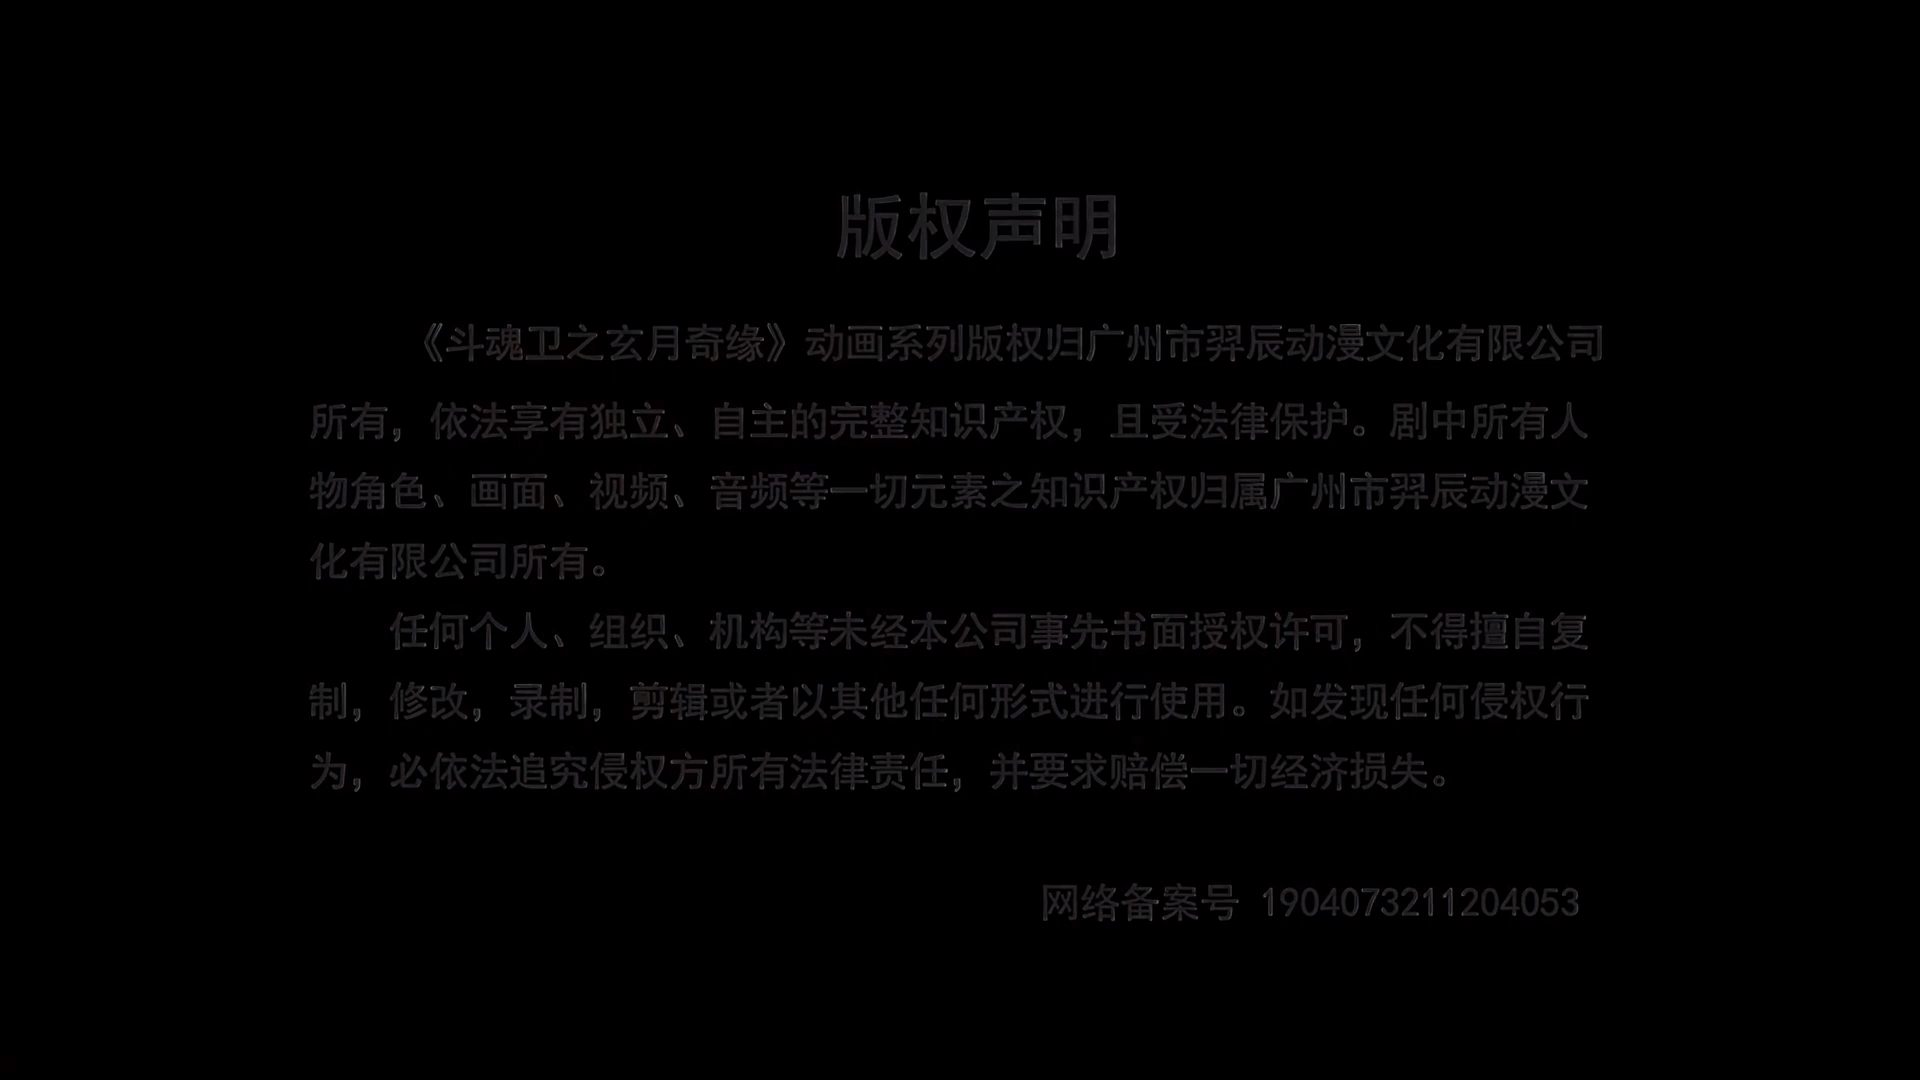 版权声明
《斗魂卫之玄月奇缘》动画系列版权归广州市羿辰动漫文化有限公司
所有，依法享有独立、自主的完整知识产权，且受法律保护。剧中所有人
物角色、画面、视频、音频等一切元素之知识产权归属广州市羿辰动漫文
化有限公司所有。
任何个人、组织、机构等未经本公司事先书面授权许可，不得擅自复
制，修改，录制，剪辑或者以其他任何形式进行使用。如发现任何侵权行
为，必依法追究侵权方所有法律责任，并要求赔偿一切经济损失。
网络备案号 1904073211204053